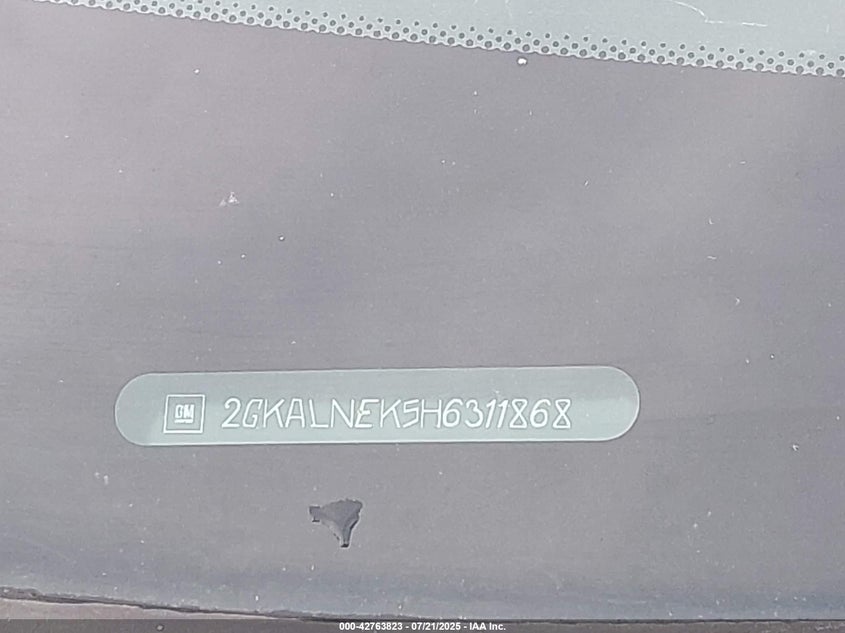 GM 2GKALNEK5H6311868
000-42763823 - 07/21/2025 - IAA Inc.